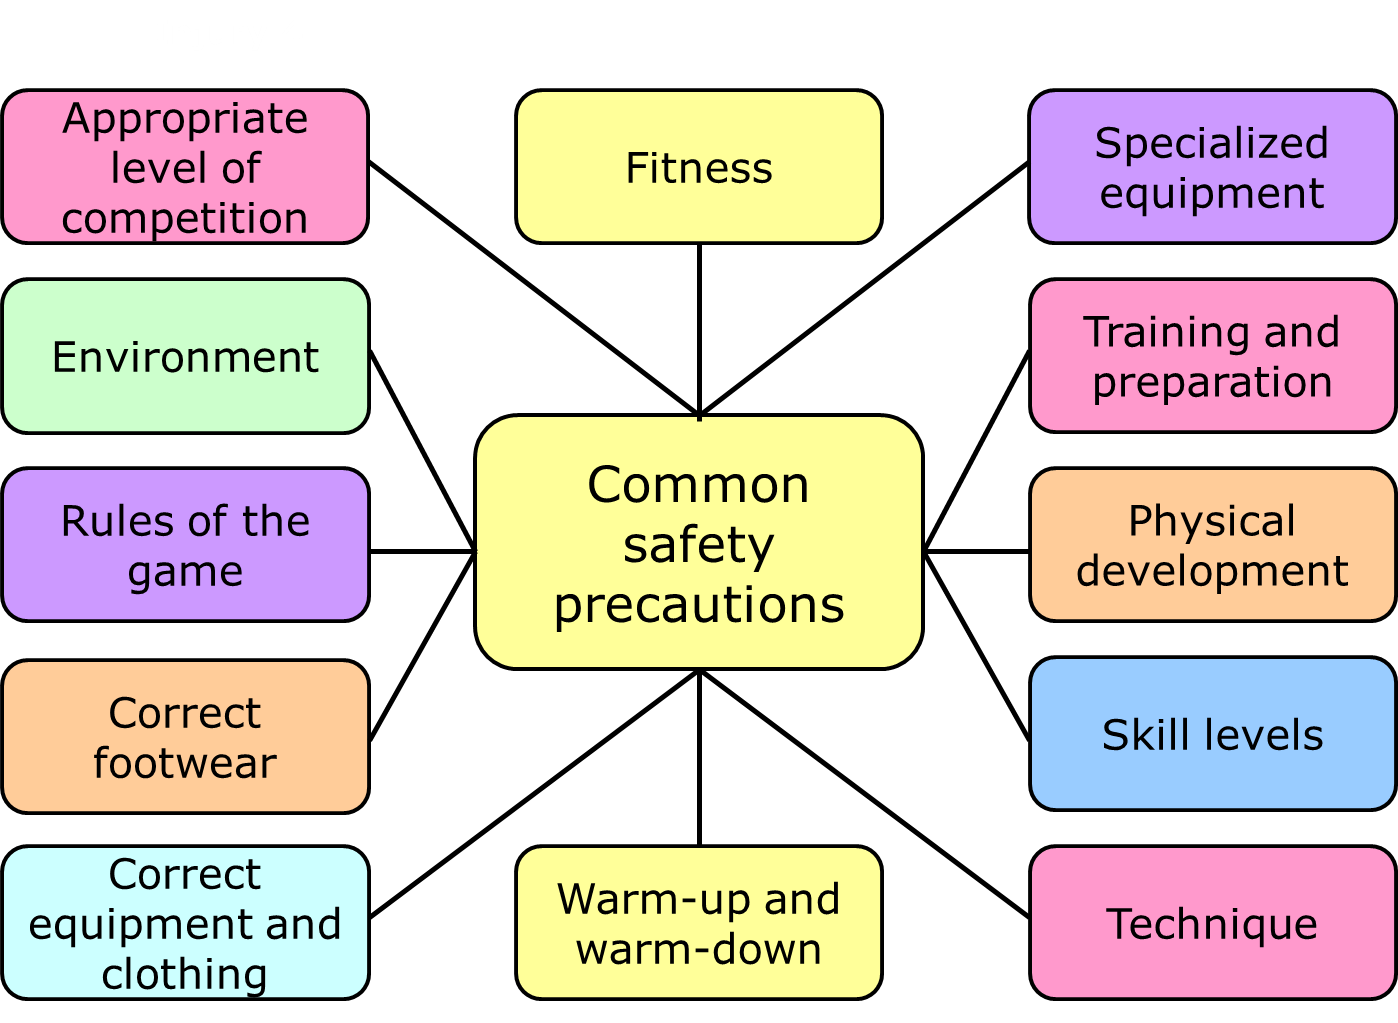 Appropriate
level of
competition
Fitness
Specialized
equipment
Environment
Training and
preparation
Common
safety
precautions
Rules of the
game
Physical
development
Correct
footwear
Skill levels
Correct
equipment and
clothing
Warm-up and
warm-down
Technique